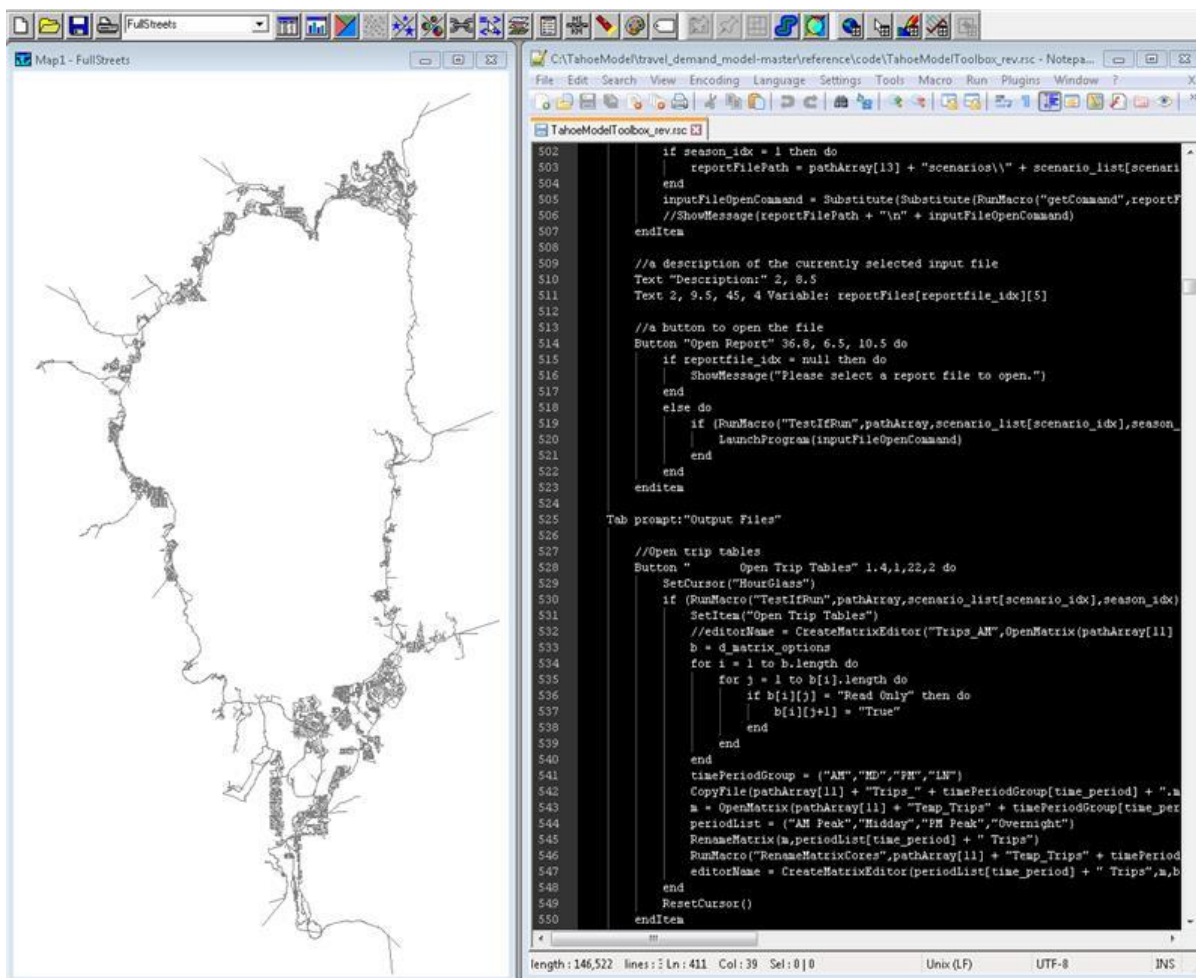 FullStreets
Map1 - FullStreets
C:\TahoeModel\travel_demand_model-master\reference\code\TahoeModelToolbox_rev.rsc - Notepa...
File Edit Search View Encoding Language Settings Tools Macro Run Plugins Window ? X
TahoeModelToolbox_rev.rsc
502 if season_idx = 1 then do
503 reportFilePath = pathArray[13] + "scenarios\\" + scenario_list[scenari
504 end
505 inputFileOpenCommand = Substitute(Substitute(RunMacro("getCommand",reportF
506 //ShowMessage(reportFilePath + "\n" + inputFileOpenCommand)
507 endItem
508
509 //a description of the currently selected input file
510 Text "Description:" 2, 8.5
511 Text 2, 9.5, 45, 4 Variable: reportFiles[reportfile_idx][5]
512
513 //a button to open the file
514 Button "Open Report" 36.8, 6.5, 10.5 do
515 if reportfile_idx = null then do
516 ShowMessage("Please select a report file to open.")
517 end
518 else do
519 if (RunMacro("TestIfRun",pathArray,scenario_list[scenario_idx],season_
520 LaunchProgram(inputFileOpenCommand)
521 end
522 end
523 enditem
524
525 Tab prompt:"Output Files"
526
527 //Open trip tables
528 Button " Open Trip Tables" 1.4,1,22,2 do
529 SetCursor("HourGlass")
530 if (RunMacro("TestIfRun",pathArray,scenario_list[scenario_idx],season_idx)
531 SetItem("Open Trip Tables")
532 //editorName = CreateMatrixEditor("Trips_AM",OpenMatrix(pathArray[11]
533 b = d_matrix_options
534 for i = 1 to b.length do
535 for j = 1 to b[i].length do
536 if b[i][j] = "Read Only" then do
537 b[i][j+1] = "True"
538 end
539 end
540 end
541 timePeriodGroup = {"AM","MD","PM","LN"}
542 CopyFile(pathArray[11] + "Trips_" + timePeriodGroup[time_period] + ".m
543 m = OpenMatrix(pathArray[11] + "Temp_Trips" + timePeriodGroup[time_per
544 periodList = {"AM Peak","Midday","PM Peak","Overnight"}
545 RenameMatrix(m,periodList[time_period] + " Trips")
546 RunMacro("RenameMatrixCores",pathArray[11] + "Temp_Trips" + timePeriod
547 editorName = CreateMatrixEditor(periodList[time_period] + " Trips",m,b
548 end
549 ResetCursor()
550 endItem
length : 146,522 lines : Ln : 411 Col : 39 Sel : 0 | 0 Unix (LF) UTF-8 INS